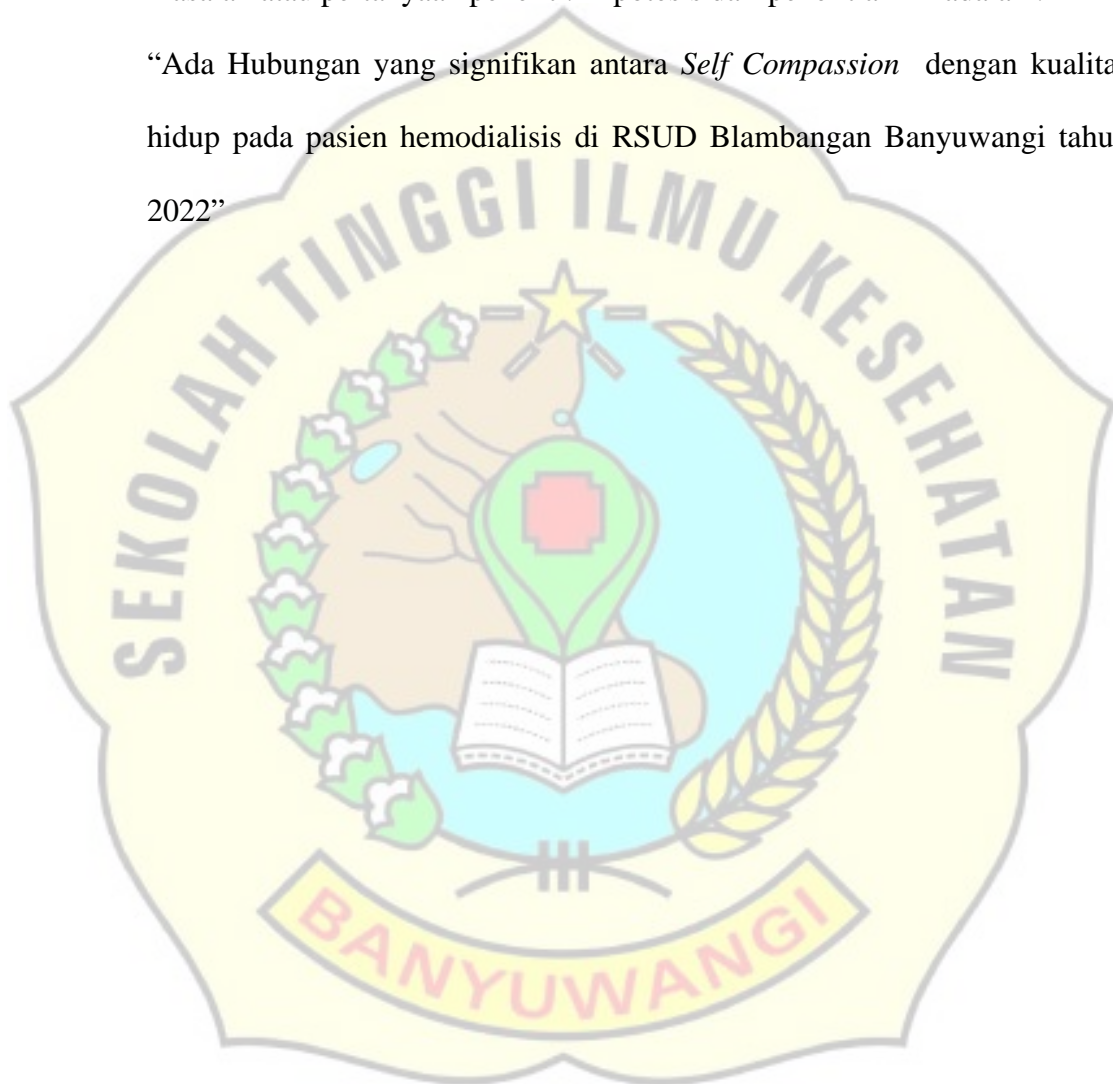 “Ada Hubungan yang signifikan antara Self Compassion dengan kualita
hidup pada pasien hemodialisis di RSUD Blambangan Banyuwangi tahu
2022”
SEKOLAH TINGGI ILMU KESEHATAN
BANYUWANGI